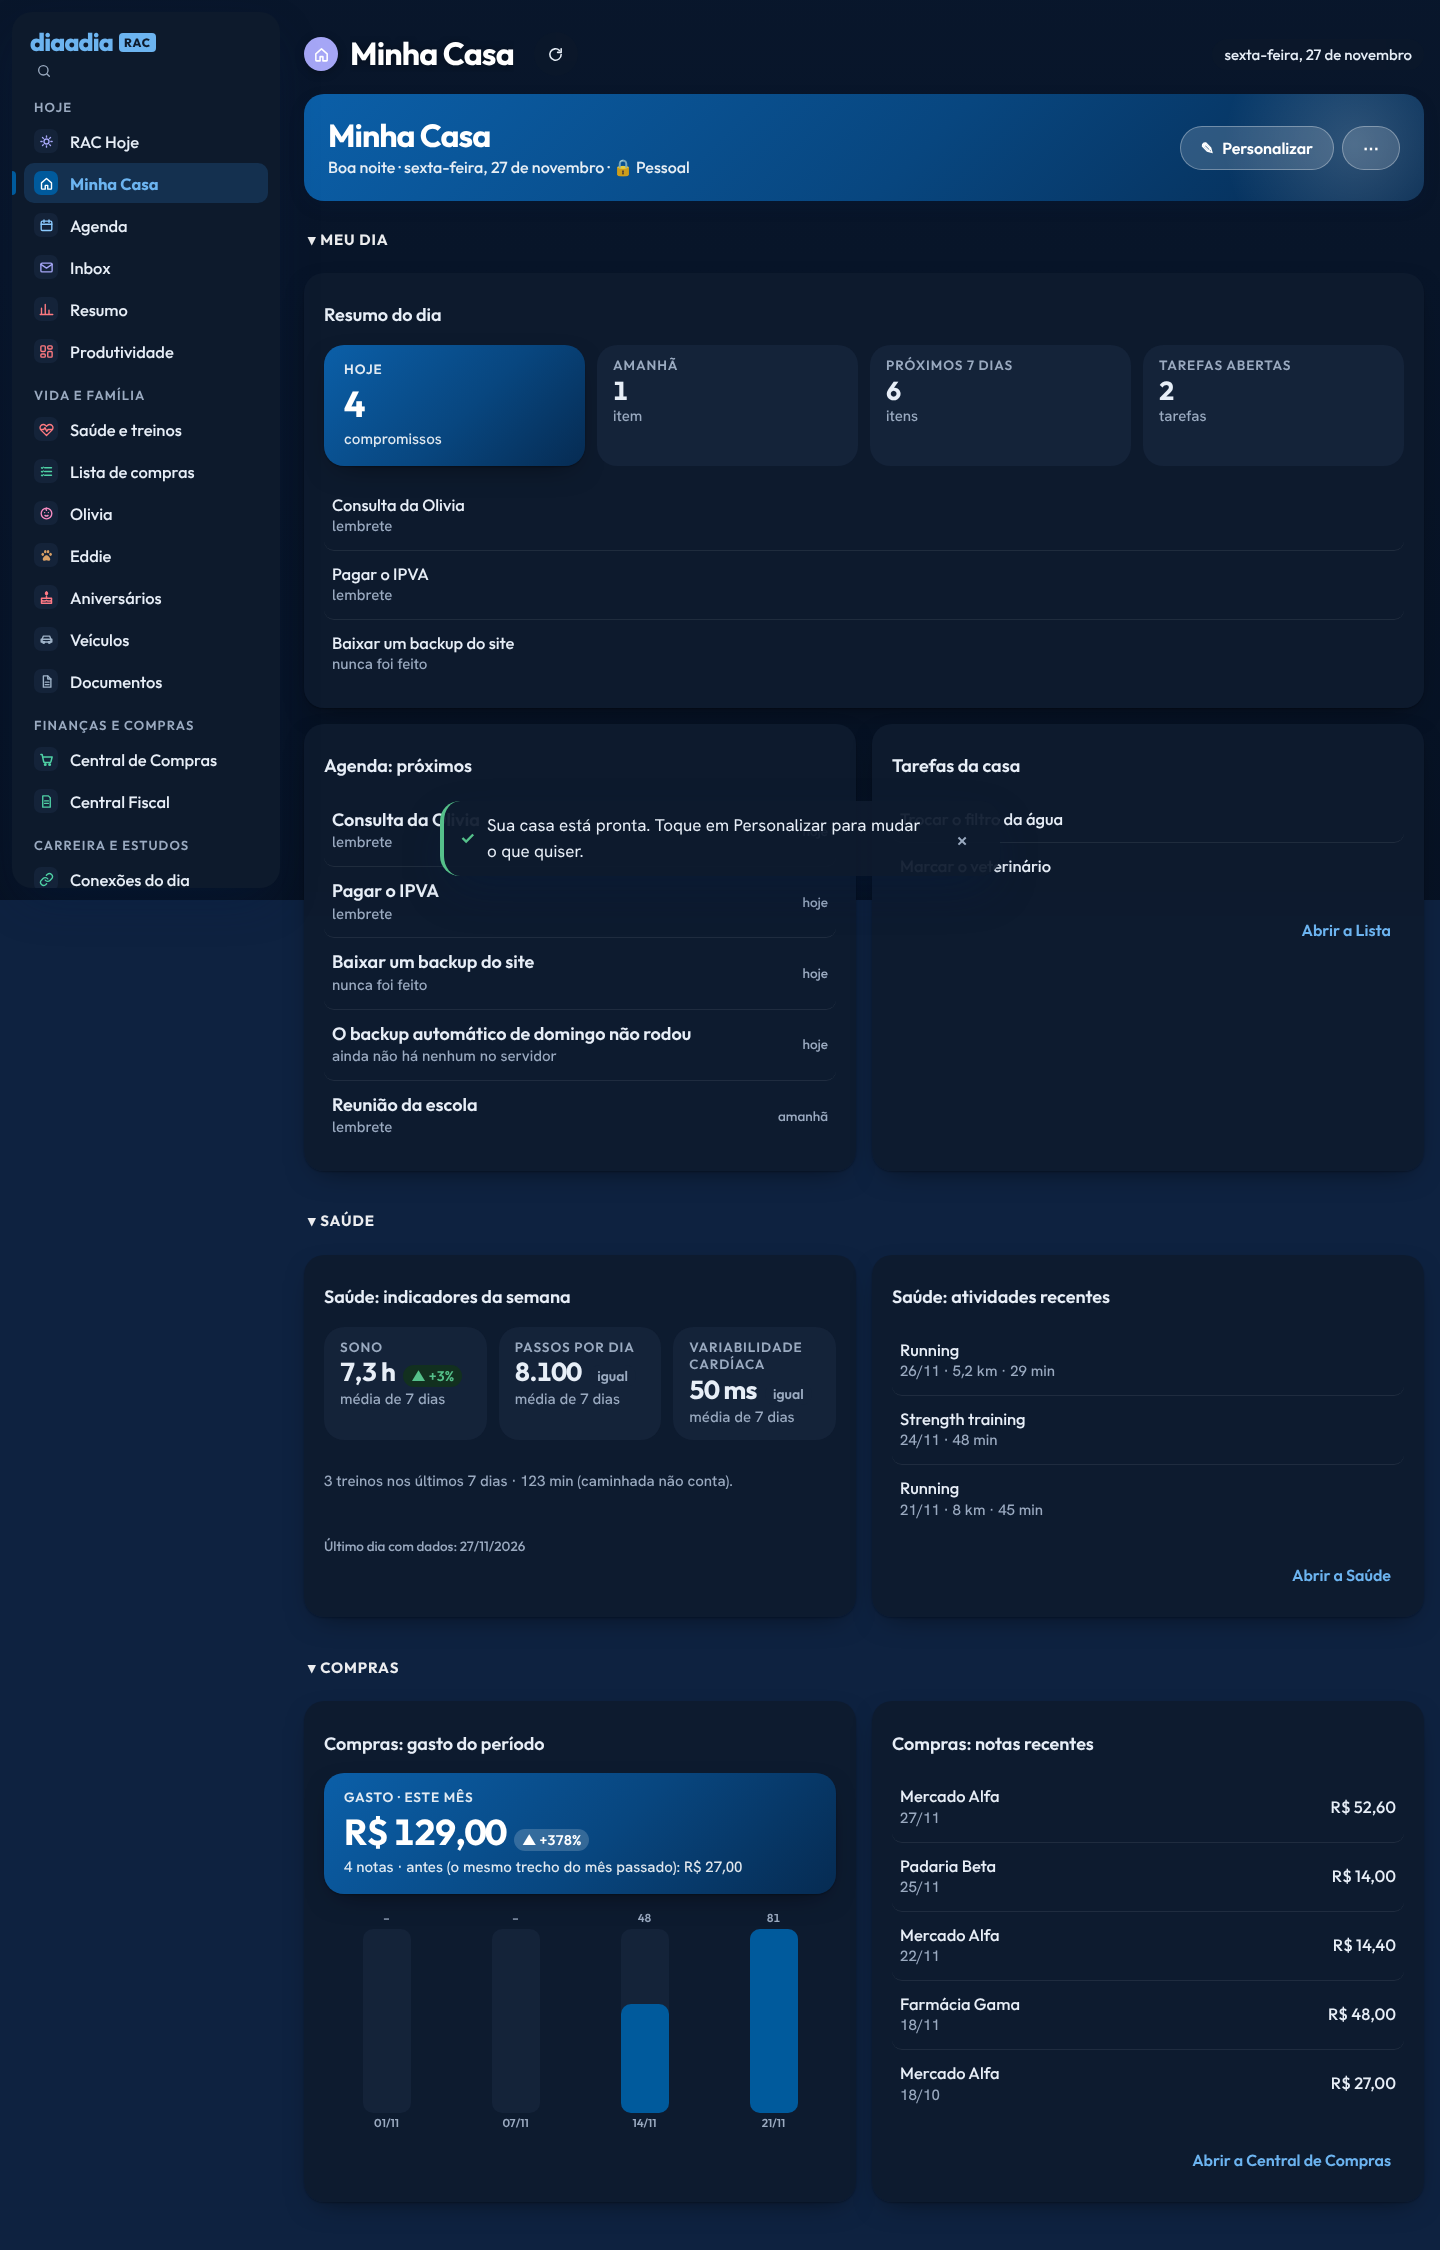 diaadia RAC
HOJE
RAC Hoje
Minha Casa
Agenda
Inbox
Resumo
Produtividade
VIDA E FAMÍLIA
Saúde e treinos
Lista de compras
Olivia
Eddie
Aniversários
Veículos
Documentos
FINANÇAS E COMPRAS
Central de Compras
Central Fiscal
CARREIRA E ESTUDOS
Conexões do dia
Minha Casa
sexta-feira, 27 de novembro
Minha Casa
Boa noite · sexta-feira, 27 de novembro · 🔒 Pessoal
✎ Personalizar
⋯
▾ MEU DIA
Resumo do dia
HOJE
4
compromissos
AMANHÃ
1
item
PRÓXIMOS 7 DIAS
6
itens
TAREFAS ABERTAS
2
tarefas
Consulta da Olivia
lembrete
Pagar o IPVA
lembrete
Baixar um backup do site
nunca foi feito
Agenda: próximos
Consulta da Olivia
lembrete
Pagar o IPVA
lembrete
hoje
Baixar um backup do site
nunca foi feito
hoje
O backup automático de domingo não rodou
ainda não há nenhum no servidor
hoje
Reunião da escola
lembrete
amanhã
Tarefas da casa
Trocar o filtro da água
Marcar o veterinário
Abrir a Lista
Sua casa está pronta. Toque em Personalizar para mudar
o que quiser.
×
▾ SAÚDE
Saúde: indicadores da semana
SONO
7,3 h ▲ +3%
média de 7 dias
PASSOS POR DIA
8.100 igual
média de 7 dias
VARIABILIDADE
CARDÍACA
50 ms igual
média de 7 dias
3 treinos nos últimos 7 dias · 123 min (caminhada não conta).
Último dia com dados: 27/11/2026
Saúde: atividades recentes
Running
26/11 · 5,2 km · 29 min
Strength training
24/11 · 48 min
Running
21/11 · 8 km · 45 min
Abrir a Saúde
▾ COMPRAS
Compras: gasto do período
GASTO · ESTE MÊS
R$ 129,00 ▲ +378%
4 notas · antes (o mesmo trecho do mês passado): R$ 27,00
– – 48 81
01/11 07/11 14/11 21/11
Compras: notas recentes
Mercado Alfa
27/11
R$ 52,60
Padaria Beta
25/11
R$ 14,00
Mercado Alfa
22/11
R$ 14,40
Farmácia Gama
18/11
R$ 48,00
Mercado Alfa
18/10
R$ 27,00
Abrir a Central de Compras